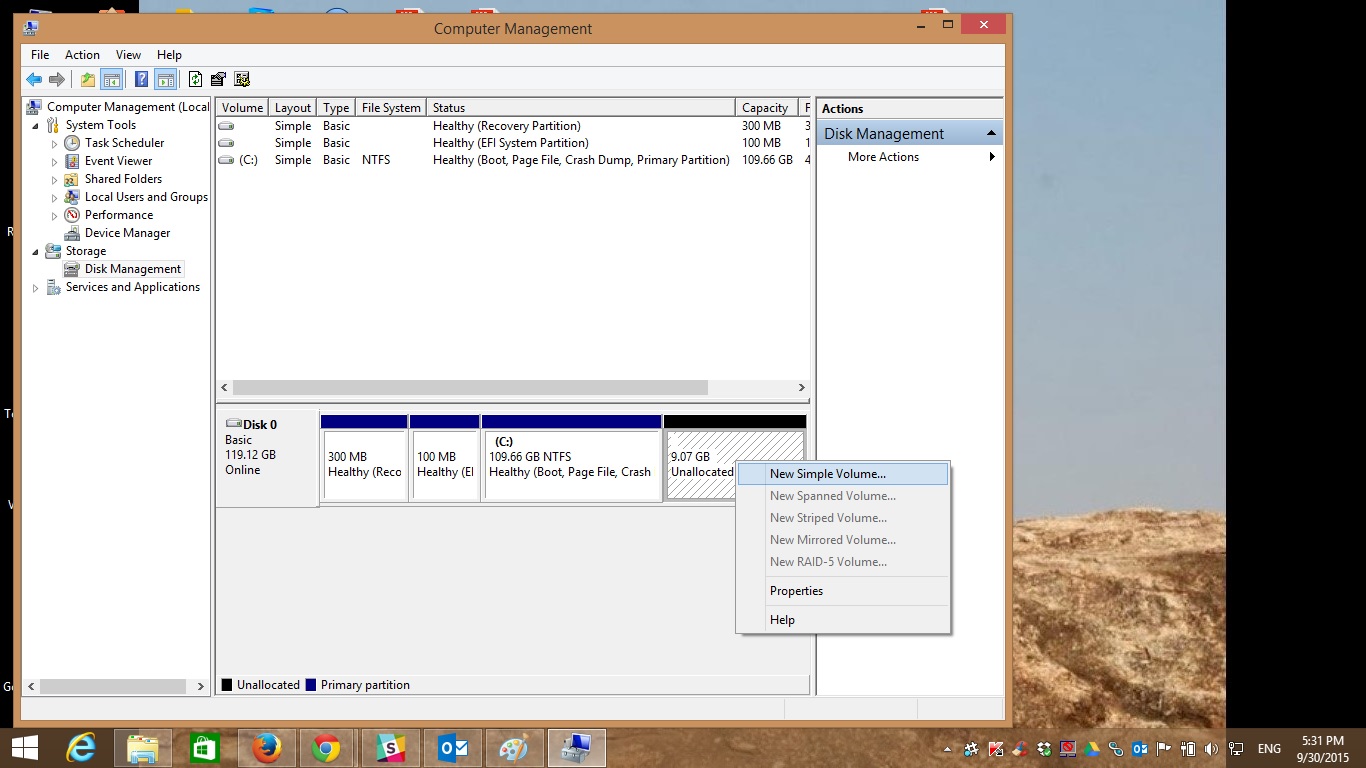 Computer Management
File Action View Help
Computer Management (Local
System Tools
Task Scheduler
Event Viewer
Shared Folders
Local Users and Groups
Performance
Device Manager
Storage
Disk Management
Services and Applications
Volume Layout Type File System Status Capacity F
Simple Basic Healthy (Recovery Partition) 300 MB 3
Simple Basic Healthy (EFI System Partition) 100 MB 1
(C:) Simple Basic NTFS Healthy (Boot, Page File, Crash Dump, Primary Partition) 109.66 GB 4
Actions
Disk Management
More Actions
Disk 0
Basic
119.12 GB
Online
300 MB
Healthy (Reco
100 MB
Healthy (EI
(C:)
109.66 GB NTFS
Healthy (Boot, Page File, Crash
9.07 GB
Unallocated
New Simple Volume...
New Spanned Volume...
New Striped Volume...
New Mirrored Volume...
New RAID-5 Volume...
Properties
Help
Unallocated Primary partition
ENG
5:31 PM
9/30/2015